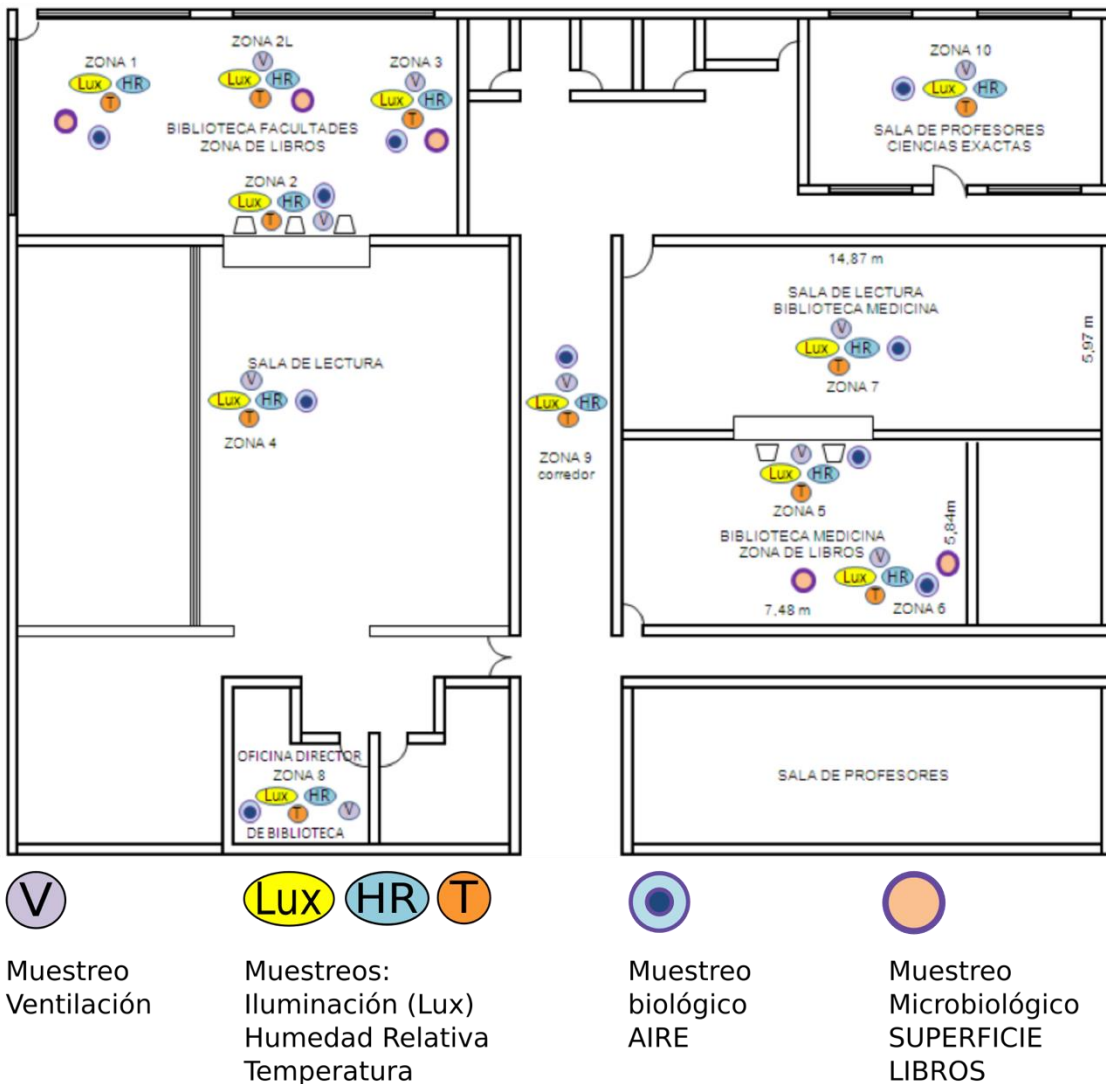 ZONA 1
Lux HR
T
ZONA 2L
V
Lux HR
T
ZONA 3
V
Lux HR
T
BIBLIOTECA FACULTADES
ZONA DE LIBROS
ZONA 2
Lux HR
T V
ZONA 10
V
Lux HR
T
SALA DE PROFESORES
CIENCIAS EXACTAS
14,87 m
SALA DE LECTURA
BIBLIOTECA MEDICINA
V
Lux HR
T
ZONA 7
5,97 m
SALA DE LECTURA
V
Lux HR
T
ZONA 4
V
Lux HR
T
ZONA 9
corredor
V
Lux HR
T
ZONA 5
BIBLIOTECA MEDICINA
ZONA DE LIBROS
V
Lux HR
T
ZONA 6
5,84m
7,48 m
OFICINA DIRECTOR
ZONA 8
Lux HR
T V
DE BIBLIOTECA
SALA DE PROFESORES
V
Muestreo
Ventilación
Lux HR T
Muestreos:
Iluminación (Lux)
Humedad Relativa
Temperatura
Muestreo
biológico
AIRE
Muestreo
Microbiológico
SUPERFICIE
LIBROS